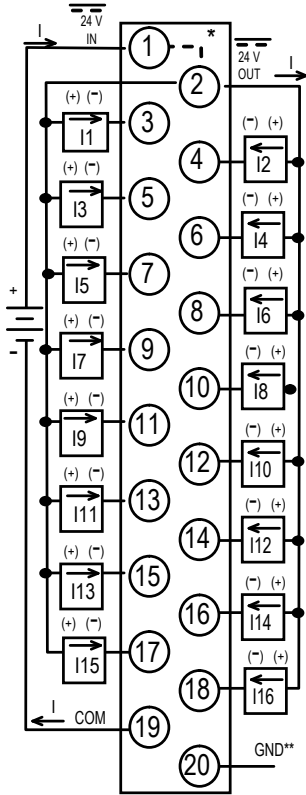 24 V
I
IN
1
*
24 V
OUT
I
2
(+) (-)
I1
3
(-) (+)
4
I2
(+) (-)
I3
5
(-) (+)
6
I4
(+) (-)
I5
7
(-) (+)
8
I6
(+) (-)
I7
9
+
-
(-) (+)
10
I8
(+) (-)
I9
11
(-) (+)
12
I10
(+) (-)
I11
13
(-) (+)
14
I12
(+) (-)
I13
15
(-) (+)
16
I14
(+) (-)
I15
17
(-) (+)
18
I16
I
COM
19
20
GND**